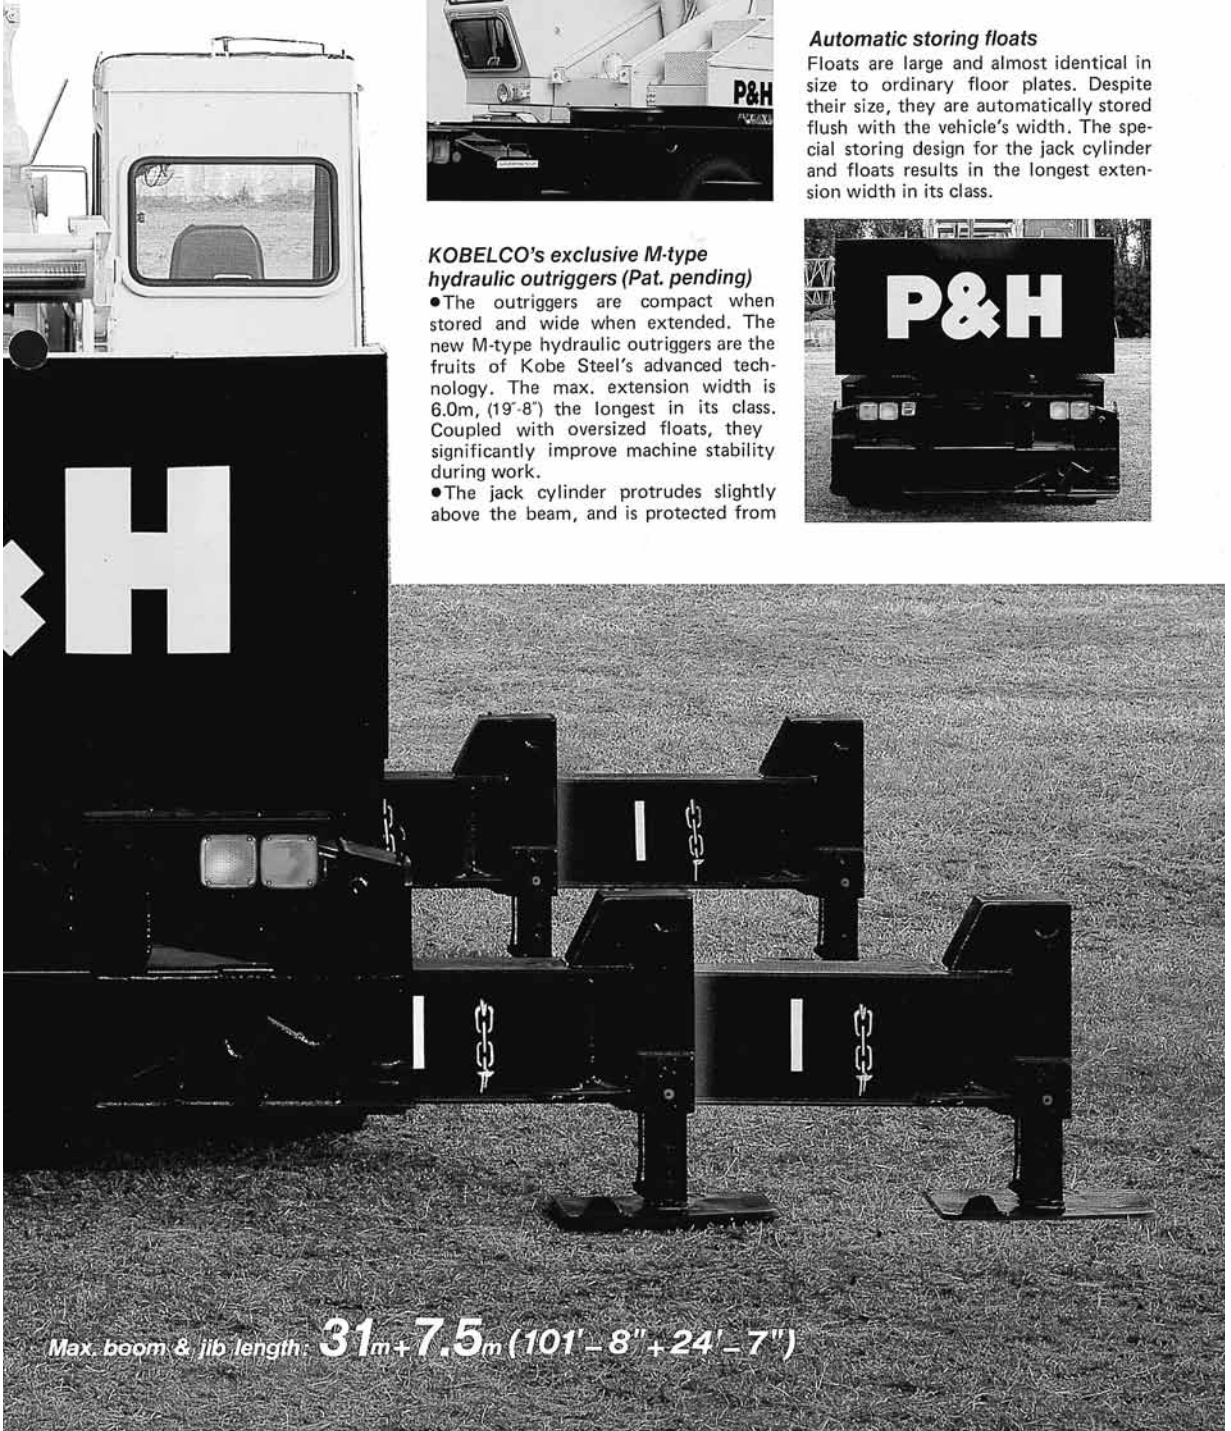 P&H
KOBELCO's exclusive M-type
hydraulic outriggers (Pat. pending)
●The outriggers are compact when
stored and wide when extended. The
new M-type hydraulic outriggers are the
fruits of Kobe Steel's advanced tech-
nology. The max. extension width is
6.0m, (19″-8″) the longest in its class.
Coupled with oversized floats, they
significantly improve machine stability
during work.
●The jack cylinder protrudes slightly
above the beam, and is protected from
Automatic storing floats
Floats are large and almost identical in
size to ordinary floor plates. Despite
their size, they are automatically stored
flush with the vehicle's width. The spe-
cial storing design for the jack cylinder
and floats results in the longest exten-
sion width in its class.
P&H
&H
Max. boom & jib length: 31m+7.5m (101′–8″+24′–7″)